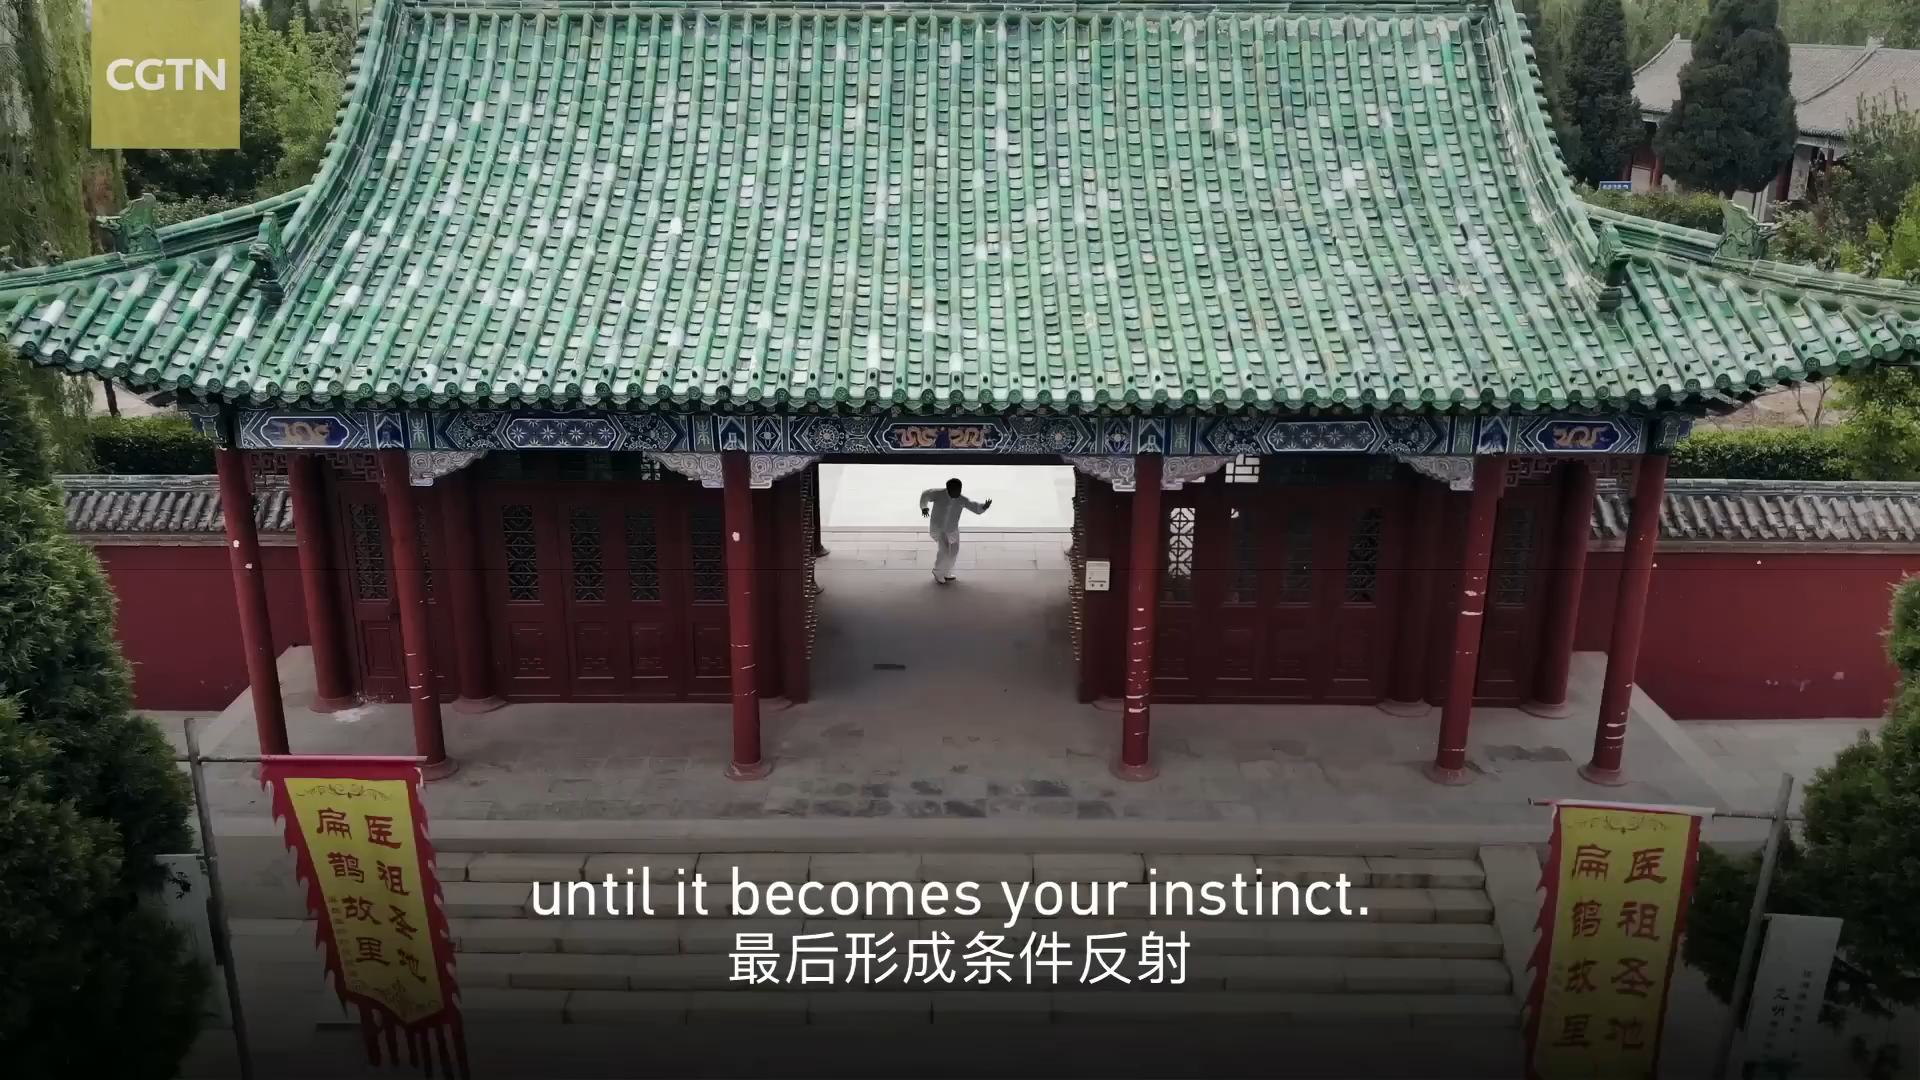 CGTN
医祖圣地
扁鹊故里
医祖圣地
扁鹊故里
until it becomes your instinct.
最后形成条件反射